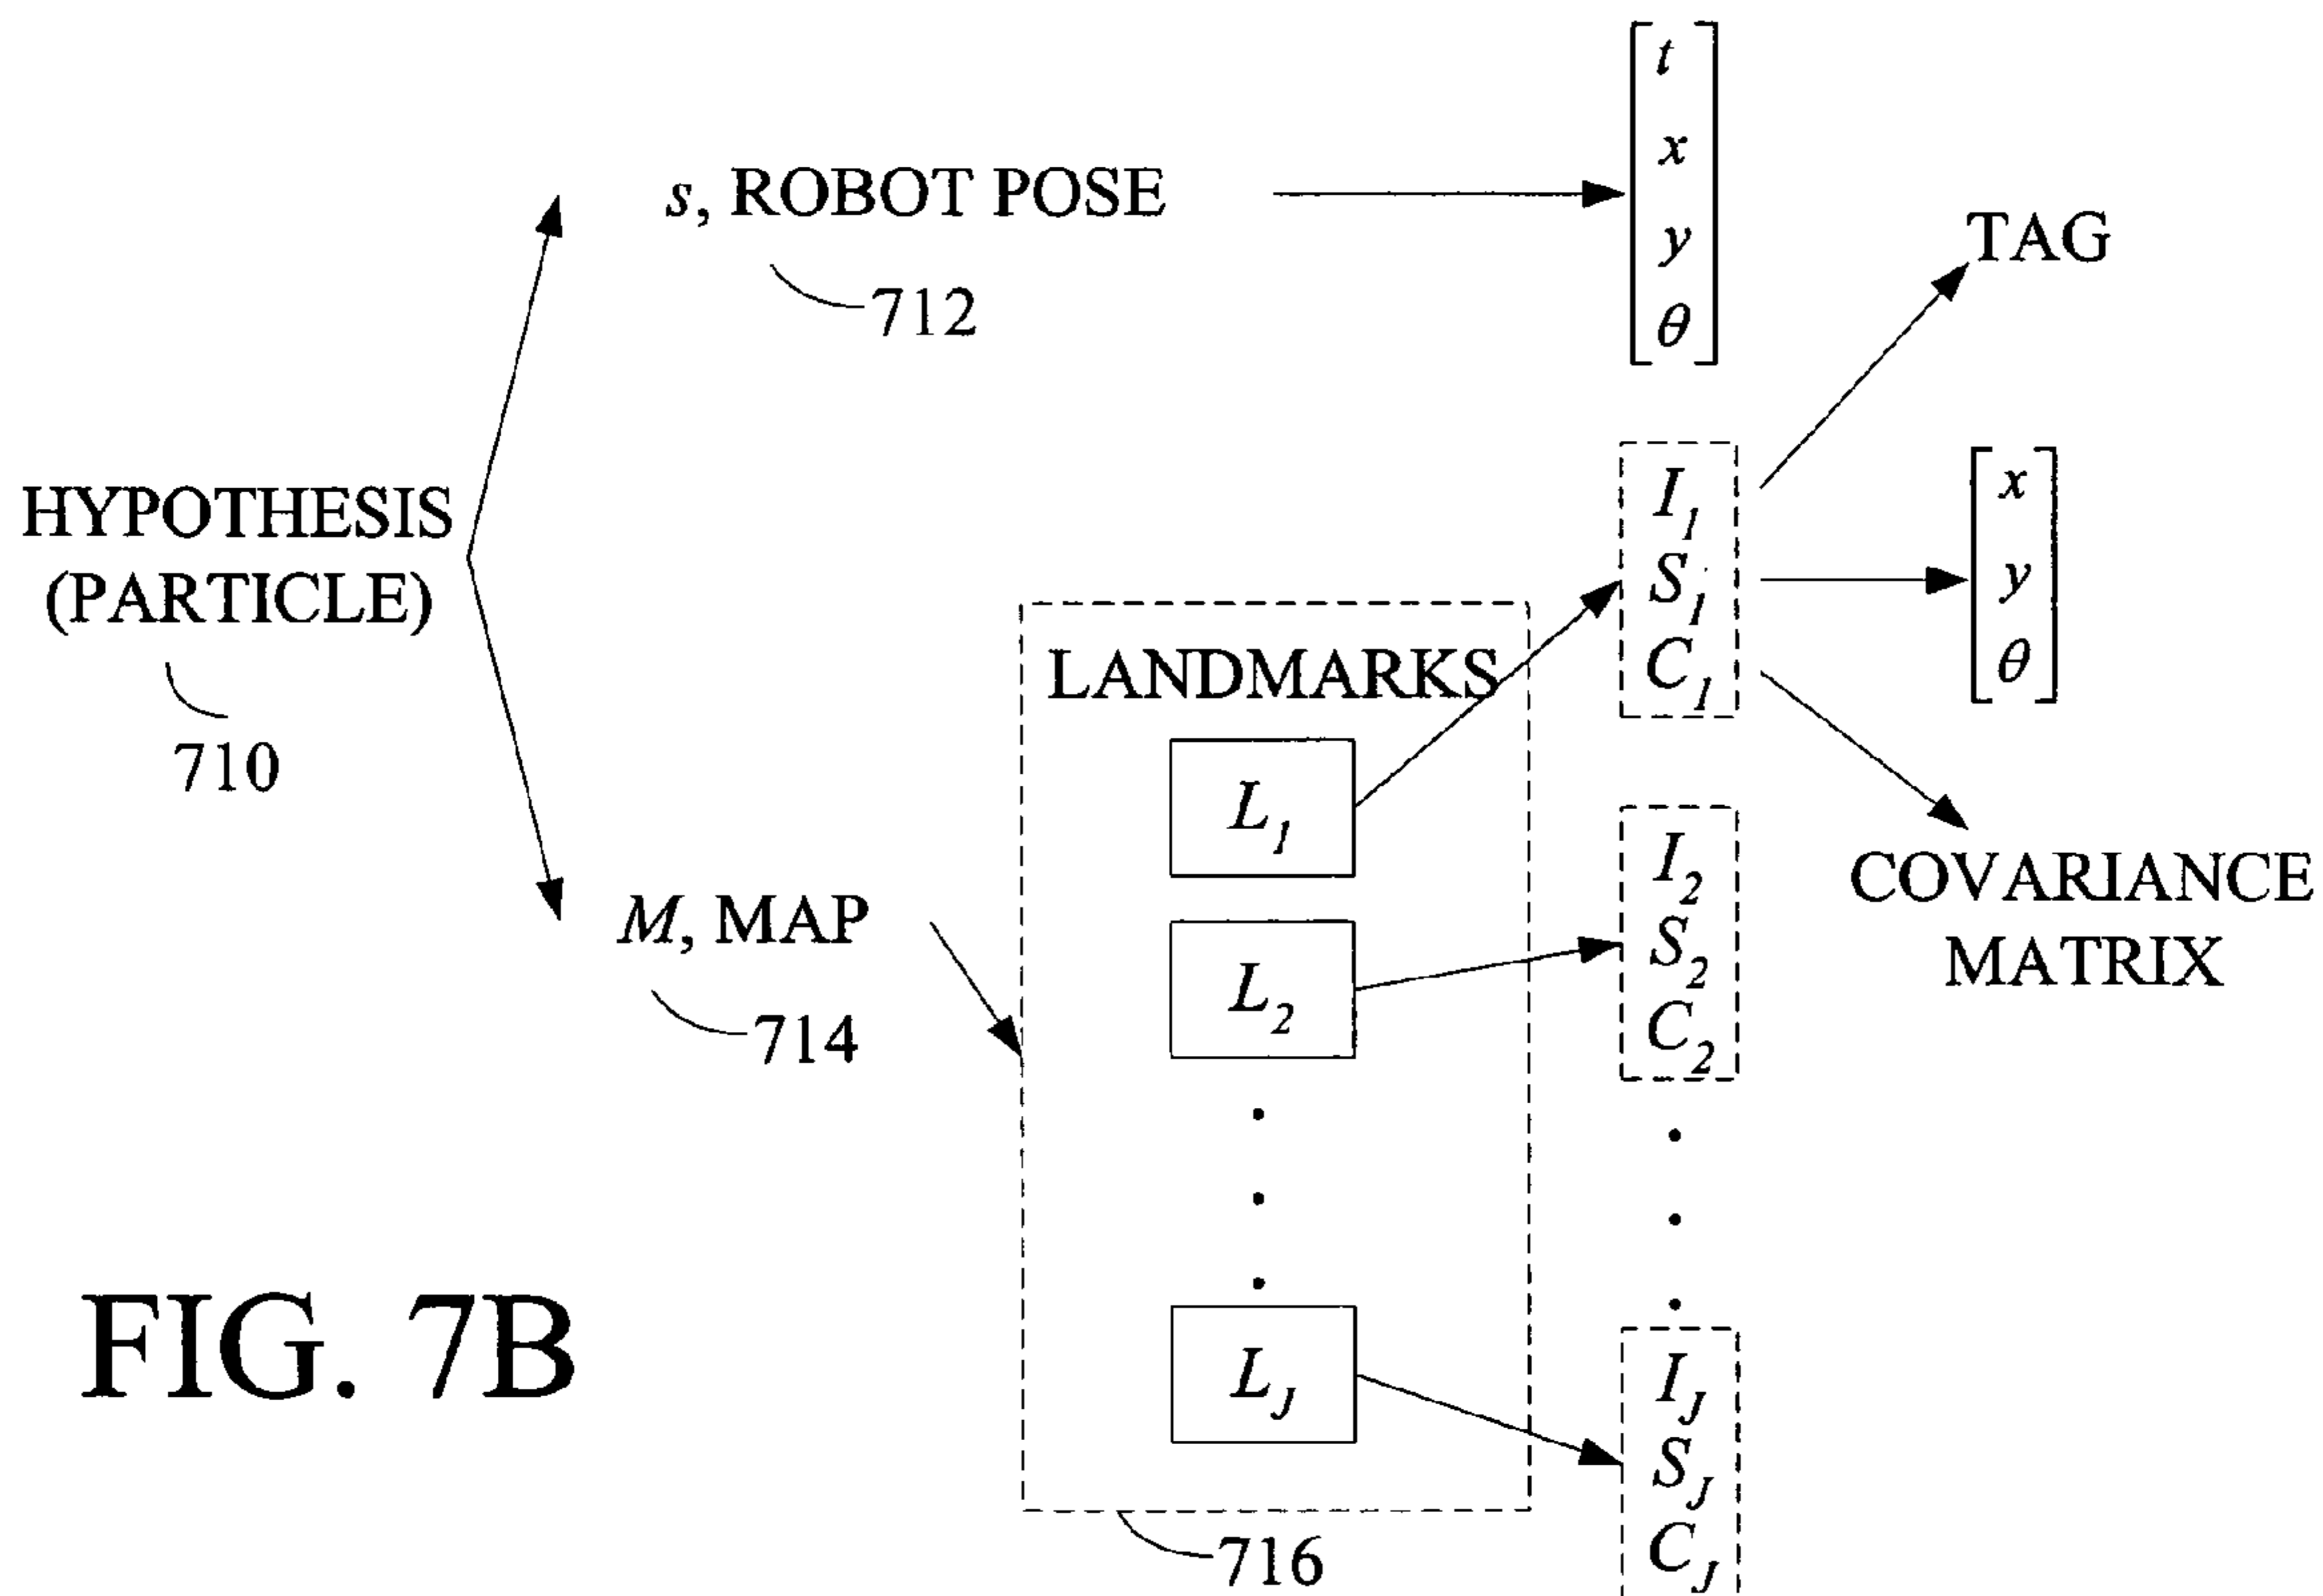 HYPOTHESIS
(PARTICLE)
710
s, ROBOT POSE
712
t
x
y
θ
M, MAP
714
LANDMARKS
L1
L2
.
.
.
LJ
716
I1
S1
C1
I2
S2
C2
.
.
.
IJ
SJ
CJ
TAG
x
y
θ
COVARIANCE
MATRIX
FIG. 7B